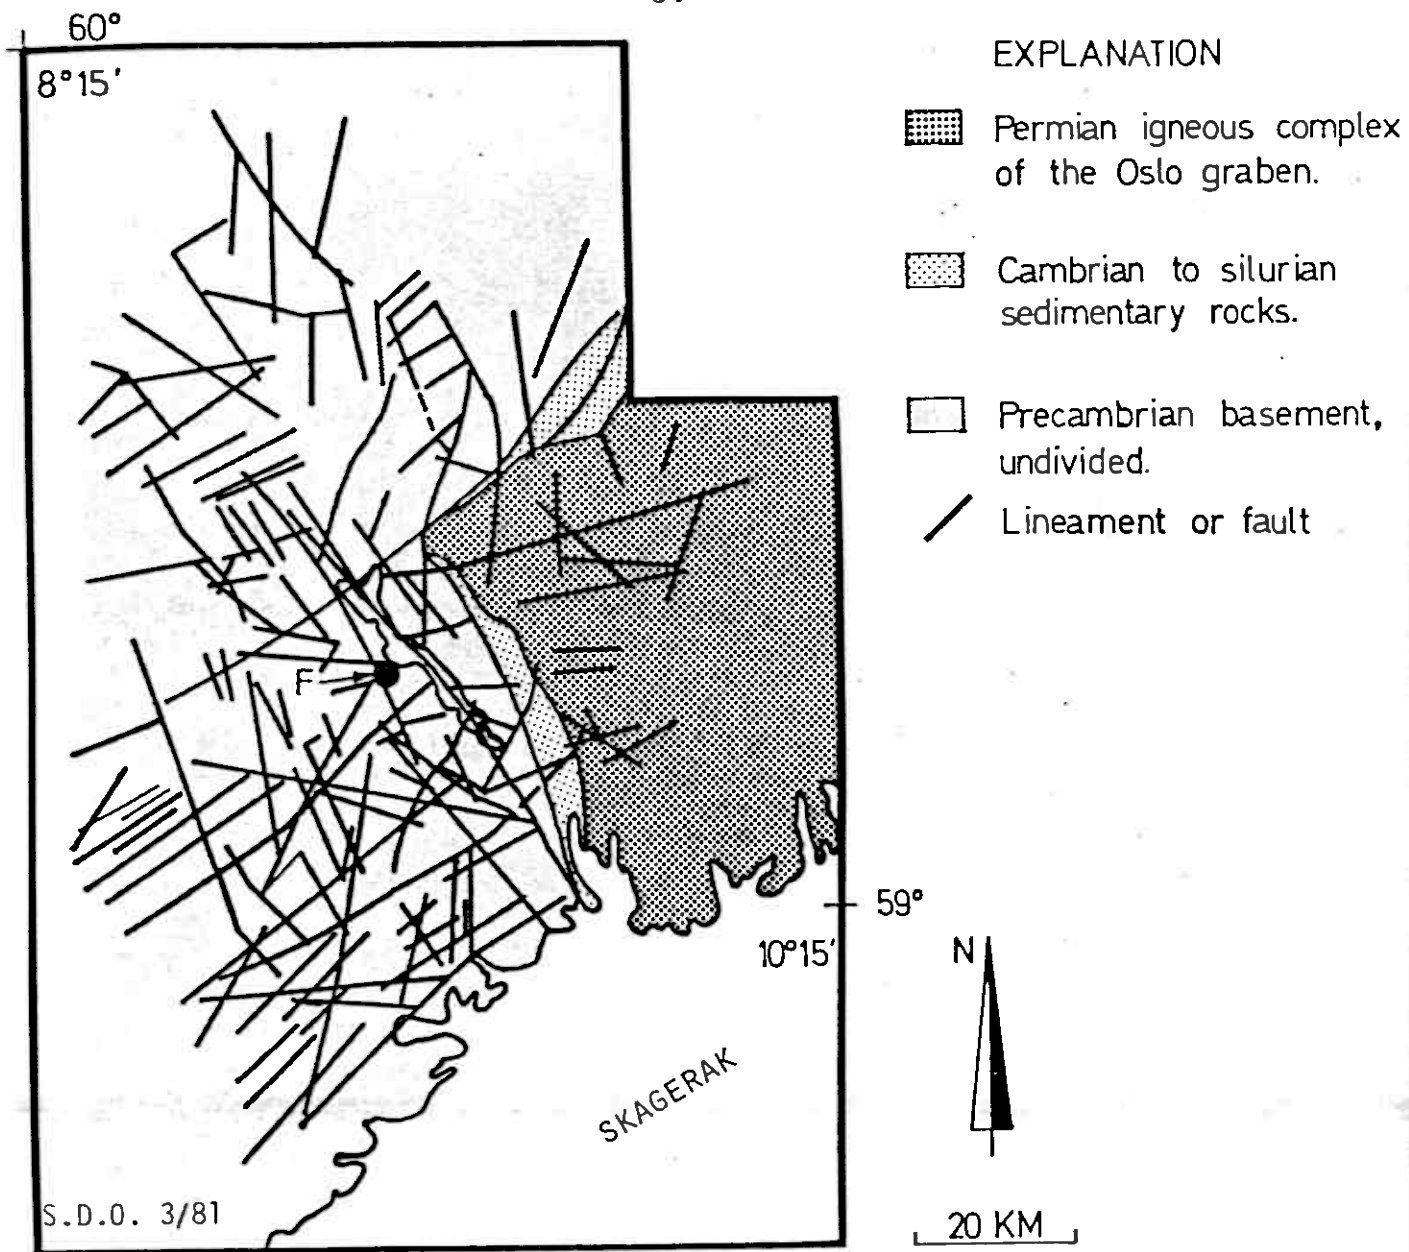 60°
8°15'
EXPLANATION
Permian igneous complex
of the Oslo graben.
Cambrian to silurian
sedimentary rocks.
Precambrian basement,
undivided.
Lineament or fault
F
59°
10°15'
N
SKAGERAK
S.D.O. 3/81
20 KM